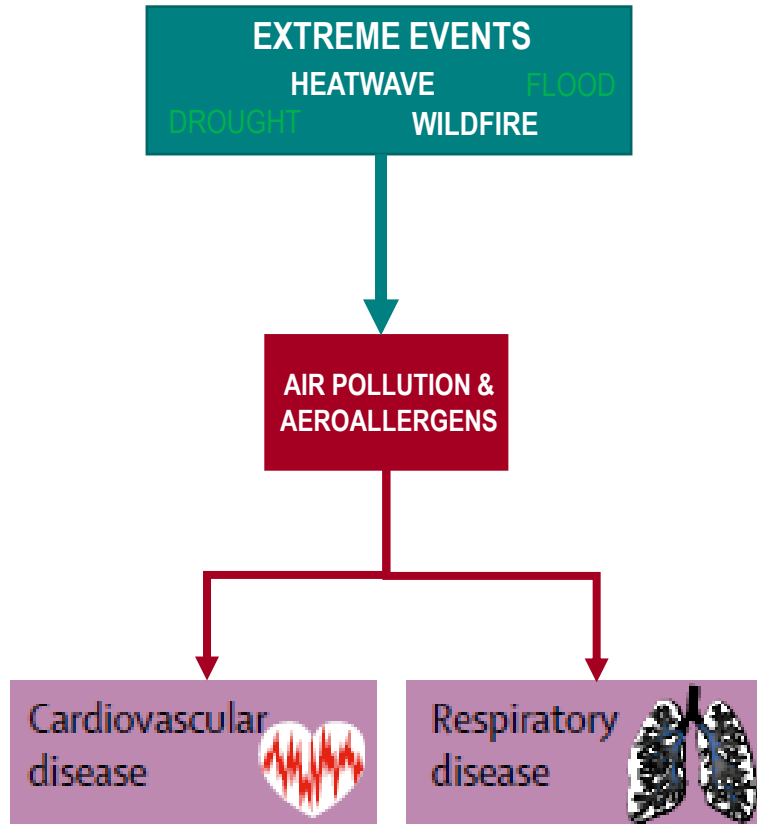 EXTREME EVENTS
HEATWAVE FLOOD
DROUGHT WILDFIRE
AIR POLLUTION &
AEROALLERGENS
Cardiovascular
disease
Respiratory
disease